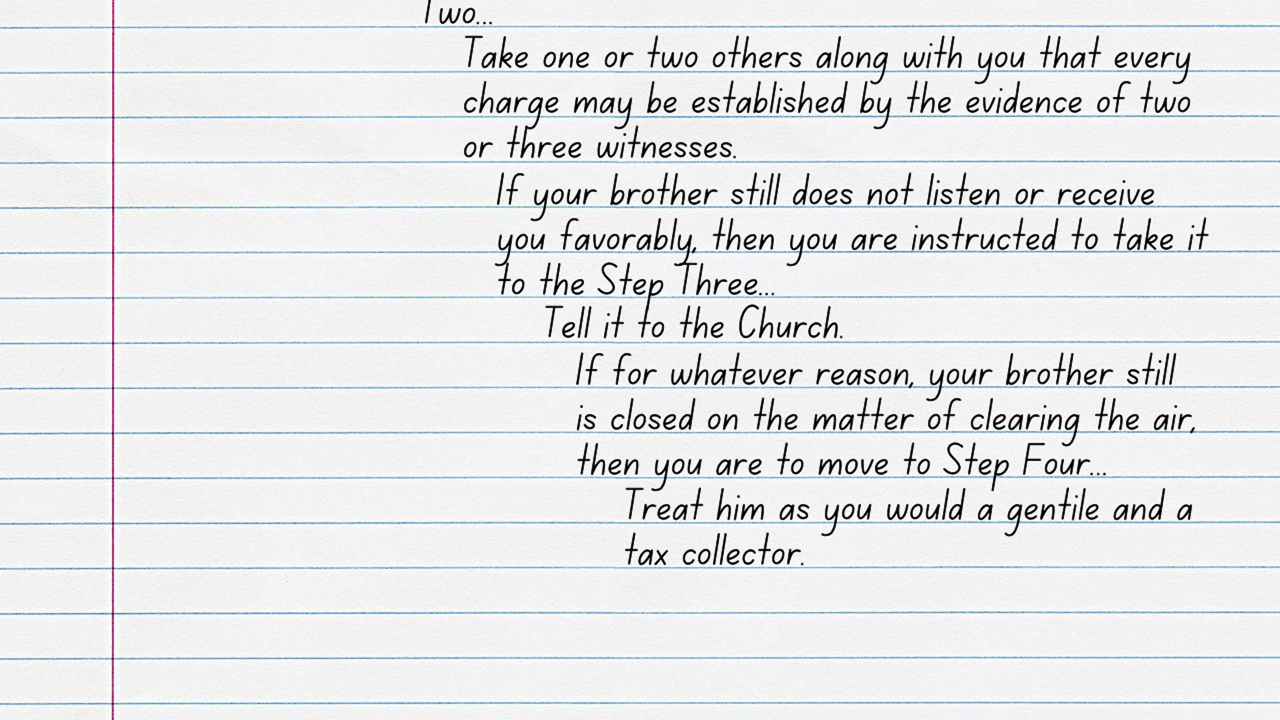 Two...
Take one or two others along with you that every
charge may be established by the evidence of two
or three witnesses.
If your brother still does not listen or receive
you favorably, then you are instructed to take it
to the Step Three...
Tell it to the Church.
If for whatever reason, your brother still
is closed on the matter of clearing the air,
then you are to move to Step Four...
Treat him as you would a gentile and a
tax collector.